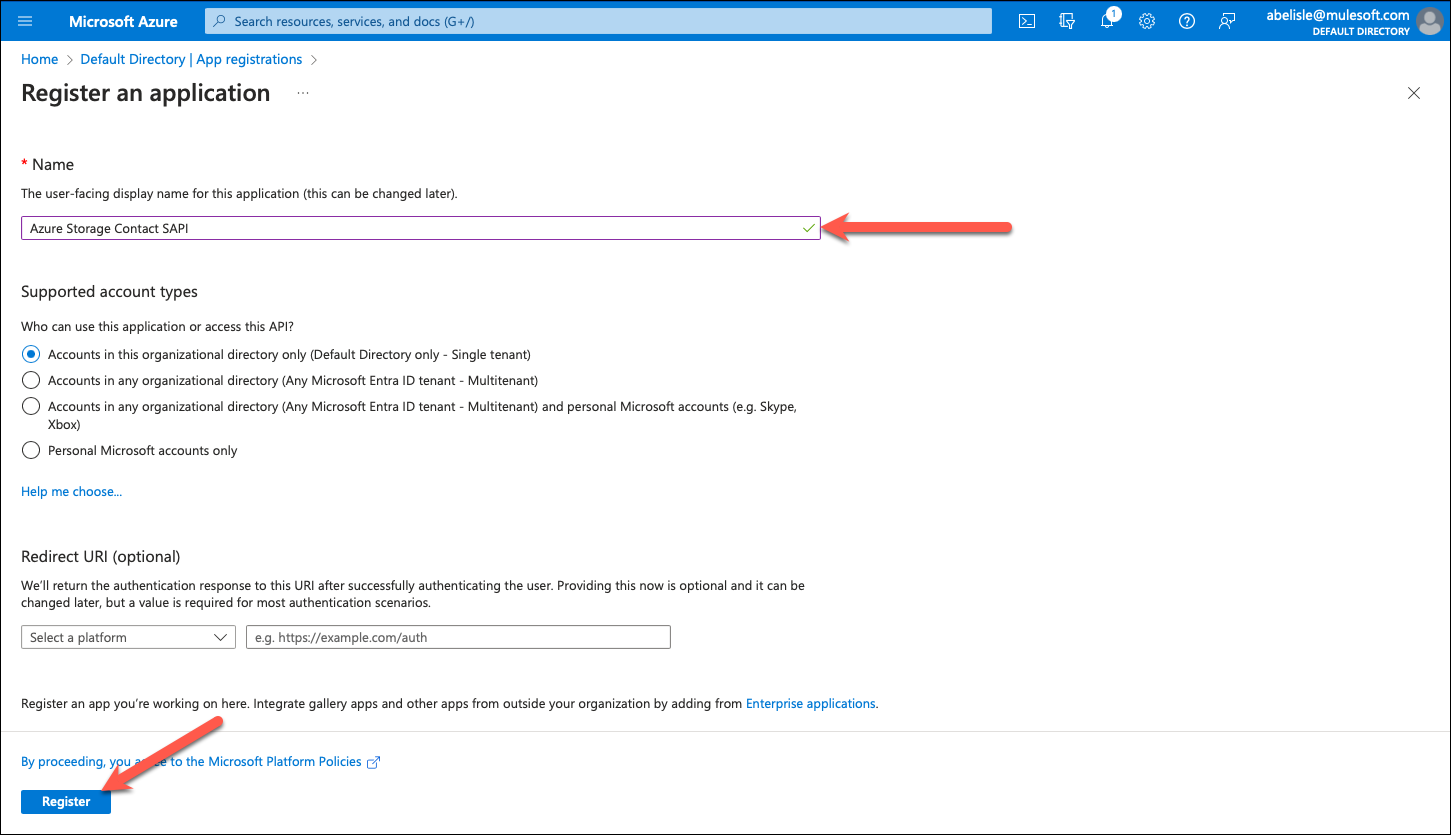 Microsoft Azure
Search resources, services, and docs (G+/)
1
abelisle@mulesoft.com
DEFAULT DIRECTORY
Home > Default Directory | App registrations >
Register an application ...
* Name
The user-facing display name for this application (this can be changed later).
Azure Storage Contact SAPI
Supported account types
Who can use this application or access this API?
Accounts in this organizational directory only (Default Directory only - Single tenant)
Accounts in any organizational directory (Any Microsoft Entra ID tenant - Multitenant)
Accounts in any organizational directory (Any Microsoft Entra ID tenant - Multitenant) and personal Microsoft accounts (e.g. Skype,
Xbox)
Personal Microsoft accounts only
Help me choose...
Redirect URI (optional)
We'll return the authentication response to this URI after successfully authenticating the user. Providing this now is optional and it can be
changed later, but a value is required for most authentication scenarios.
Select a platform
e.g. https://example.com/auth
Register an app you're working on here. Integrate gallery apps and other apps from outside your organization by adding from Enterprise applications.
By proceeding, you agree to the Microsoft Platform Policies
Register